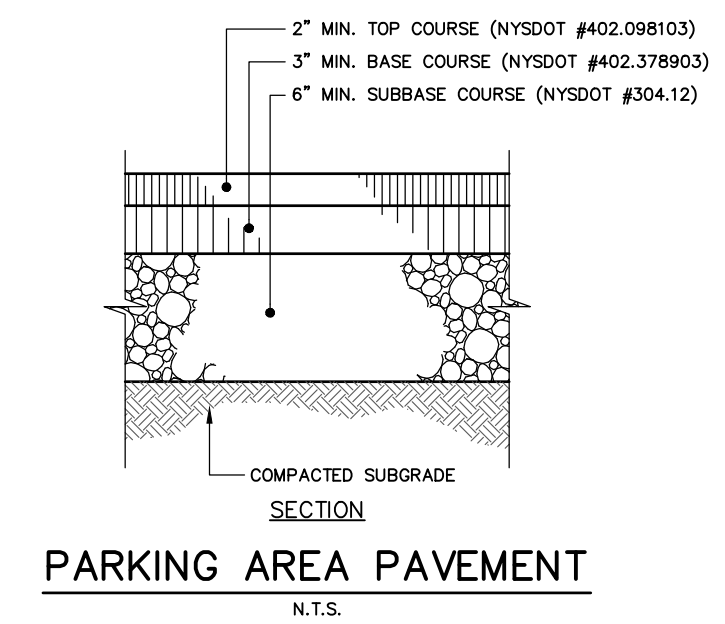 2" MIN. TOP COURSE (NYSDOT #402.098103)
3" MIN. BASE COURSE (NYSDOT #402.378903)
6" MIN. SUBBASE COURSE (NYSDOT #304.12)
COMPACTED SUBGRADE
SECTION
PARKING AREA PAVEMENT
N.T.S.